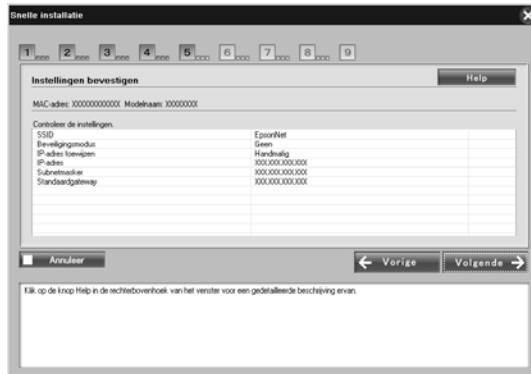 Snelle installatie
1 2 3 4 5 6 7 8 9
Instellingen bevestigen Help
MAC-adres: XXXXXXXXXXXX Modelnaam: XXXXXXXX
Controleer de instellingen.
SSID EpsonNet
Beveiligingsmodus Geen
IP-adres toewijzen Handmatig
IP-adres XXX.XXX.XXX.XXX
Subnetmasker XXX.XXX.XXX.XXX
Standaardgateway XXX.XXX.XXX.XXX
Annuleer Vorige Volgende
Klik op de knop Help in de rechterbovenhoek van het venster voor een gedetailleerde beschrijving ervan.